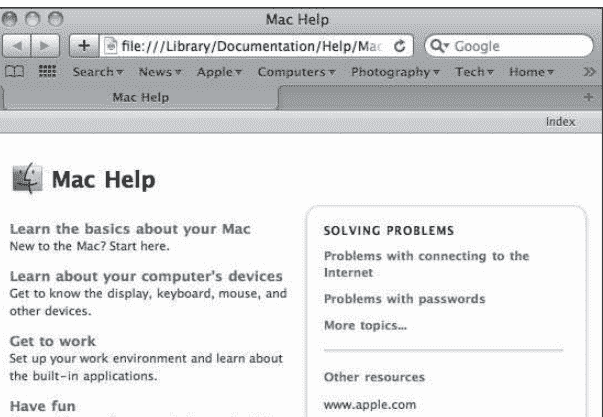 Mac Help
file:///Library/Documentation/Help/Mac
Google
Search News Apple Computers Photography Tech Home
Mac Help
Index
Mac Help
Learn the basics about your Mac
New to the Mac? Start here.
Learn about your computer's devices
Get to know the display, keyboard, mouse, and
other devices.
Get to work
Set up your work environment and learn about
the built-in applications.
Have fun
SOLVING PROBLEMS
Problems with connecting to the
Internet
Problems with passwords
More topics...
Other resources
www.apple.com